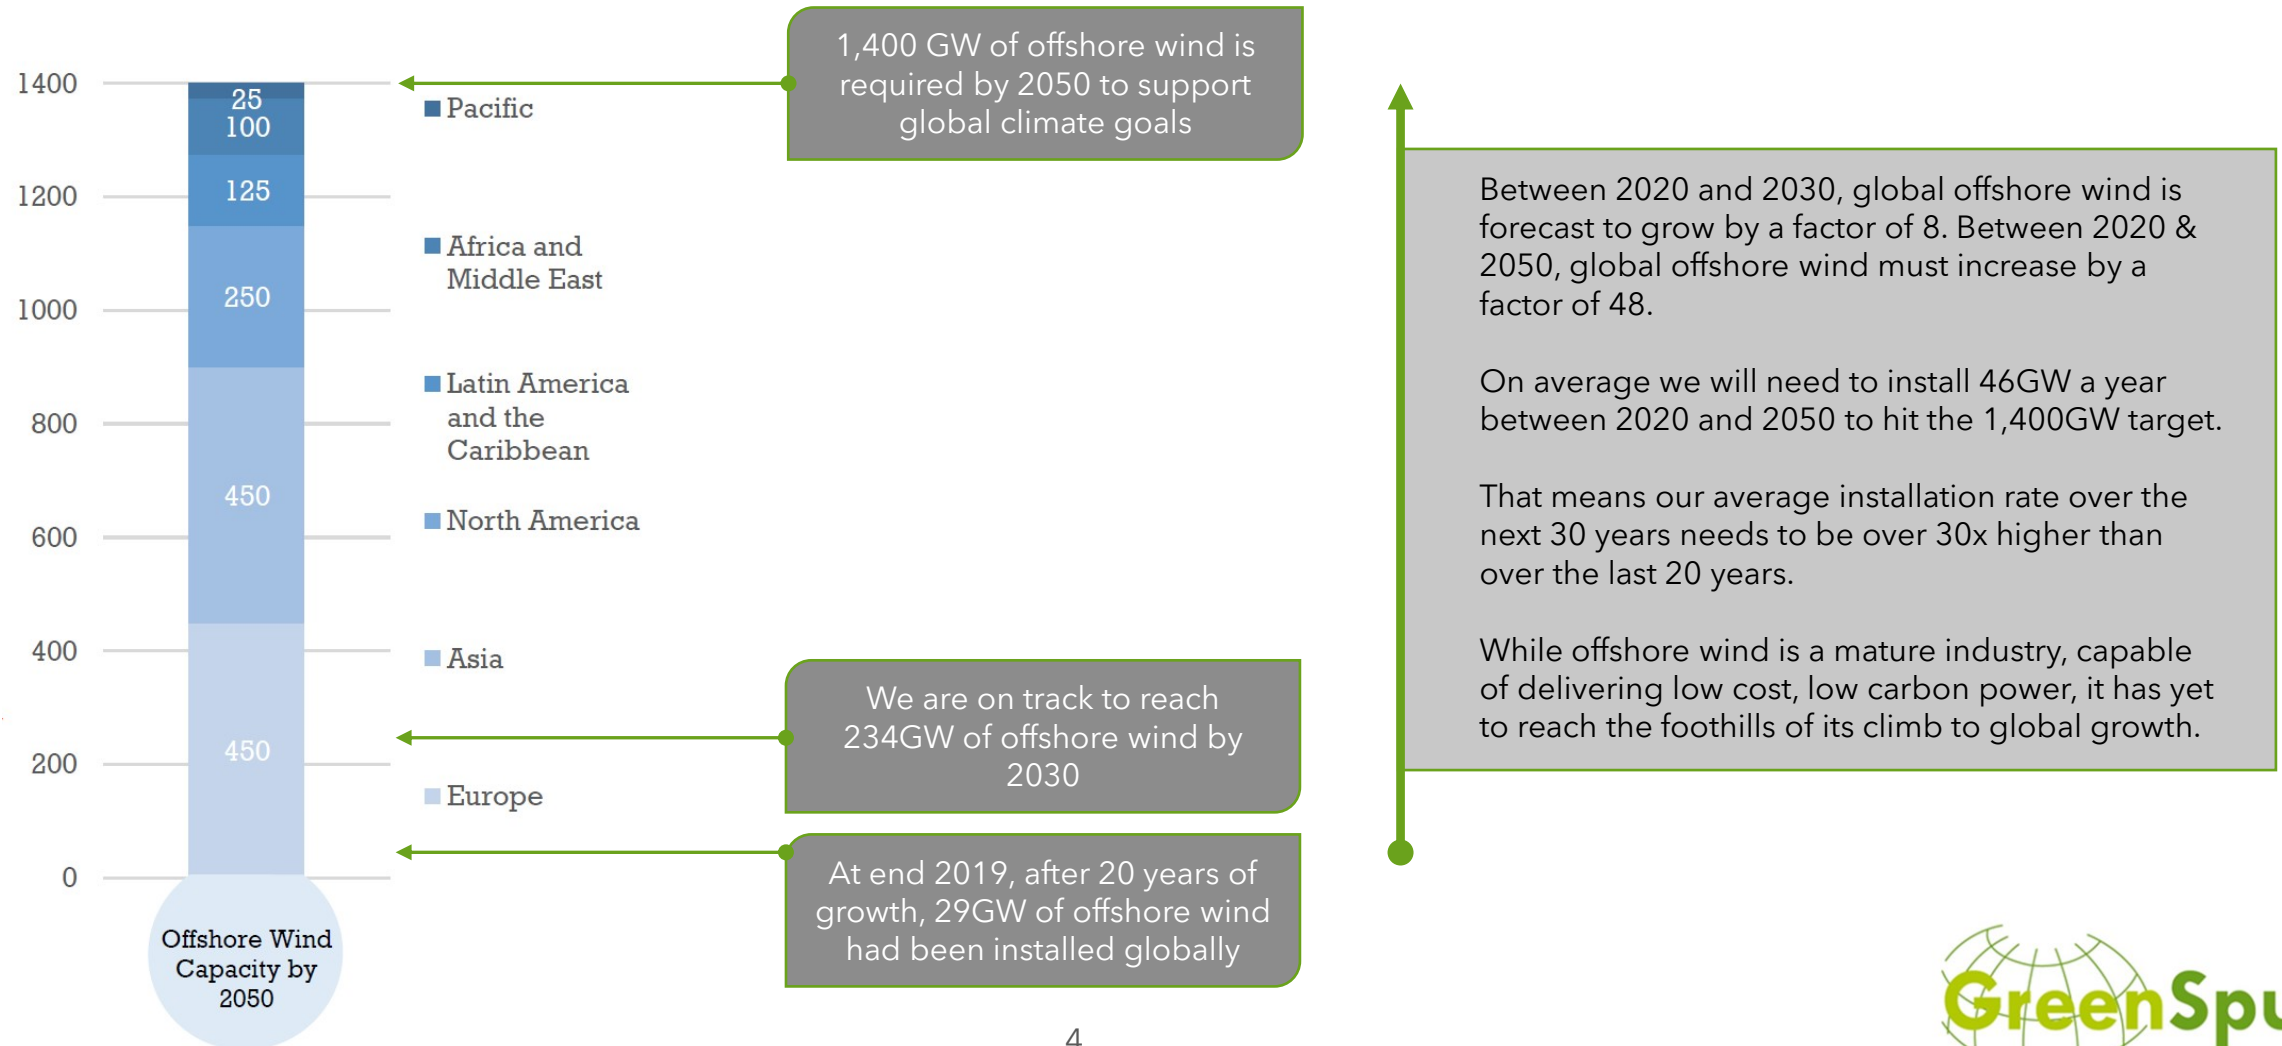 1400
1200
1000
800
600
400
200
0
25
100
125
250
450
450
Offshore Wind
Capacity by
2050
Pacific
Africa and
Middle East
Latin America
and the
Caribbean
North America
Asia
Europe
1,400 GW of offshore wind is
required by 2050 to support
global climate goals
We are on track to reach
234GW of offshore wind by
2030
At end 2019, after 20 years of
growth, 29GW of offshore wind
had been installed globally
Between 2020 and 2030, global offshore wind is
forecast to grow by a factor of 8. Between 2020 &
2050, global offshore wind must increase by a
factor of 48.
On average we will need to install 46GW a year
between 2020 and 2050 to hit the 1,400GW target.
That means our average installation rate over the
next 30 years needs to be over 30x higher than
over the last 20 years.
While offshore wind is a mature industry, capable
of delivering low cost, low carbon power, it has yet
to reach the foothills of its climb to global growth.
4